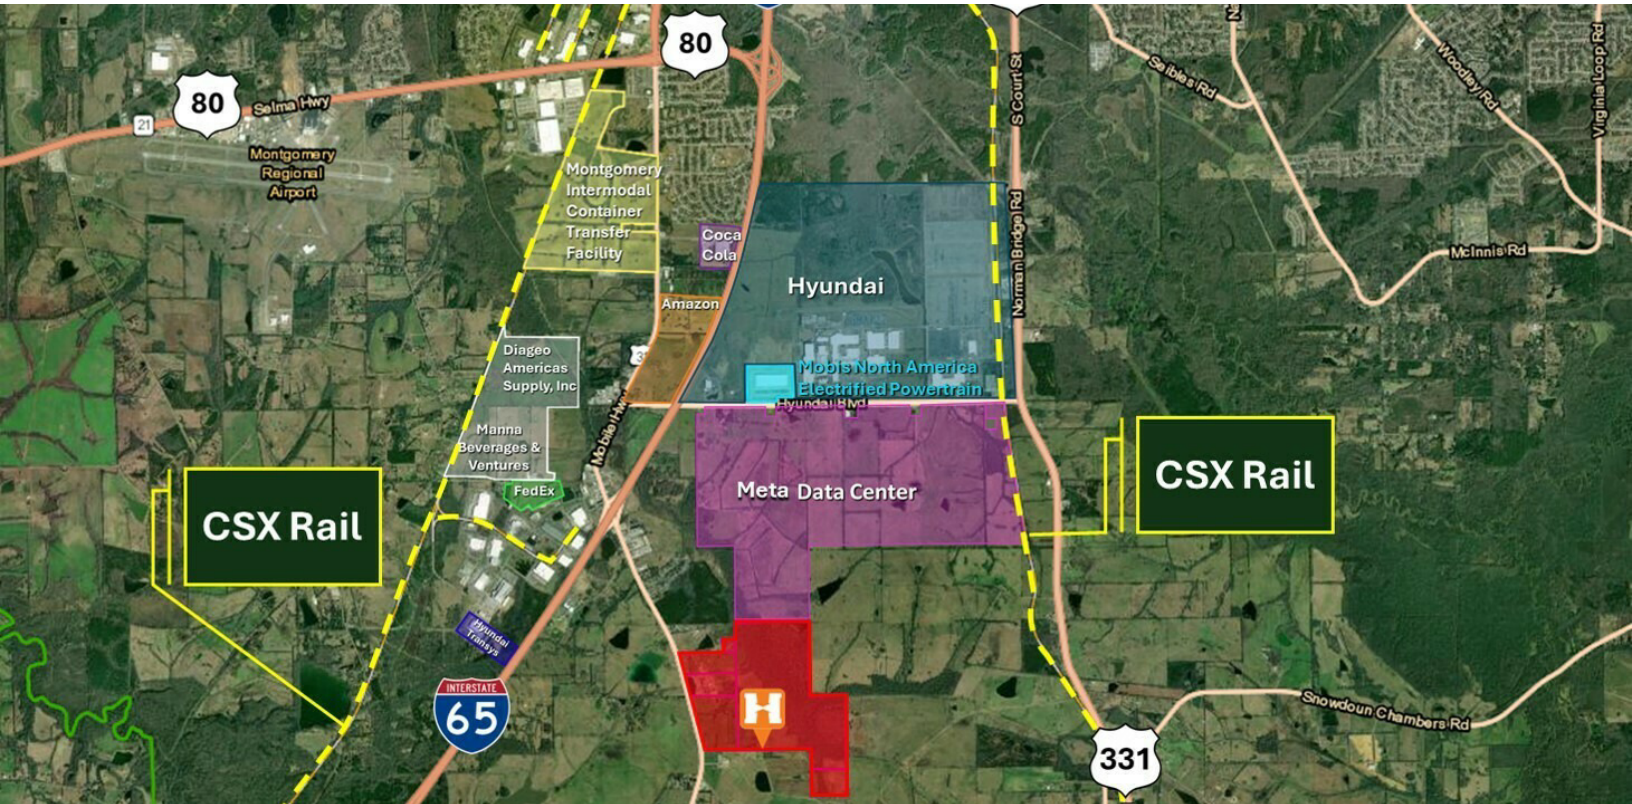 80
80
Selma Hwy
21
Montgomery
Regional
Airport
Montgomery
Intermodal
Container
Transfer
Facility
Coca
Cola
Amazon
Hyundai
Mobis North America
Electrified Powertrain
Hyundai Blvd
S Court St
Norman Bridge Rd
Seibles Rd
Woodley Rd
Virginia Loop Rd
McInnis Rd
Diageo
Americas
Supply, Inc
Manna
Beverages &
Ventures
FedEx
Mobile Hwy
Meta Data Center
CSX Rail
CSX Rail
Hyundai
Transys
INTERSTATE
65
H
331
Snowdoun Chambers Rd